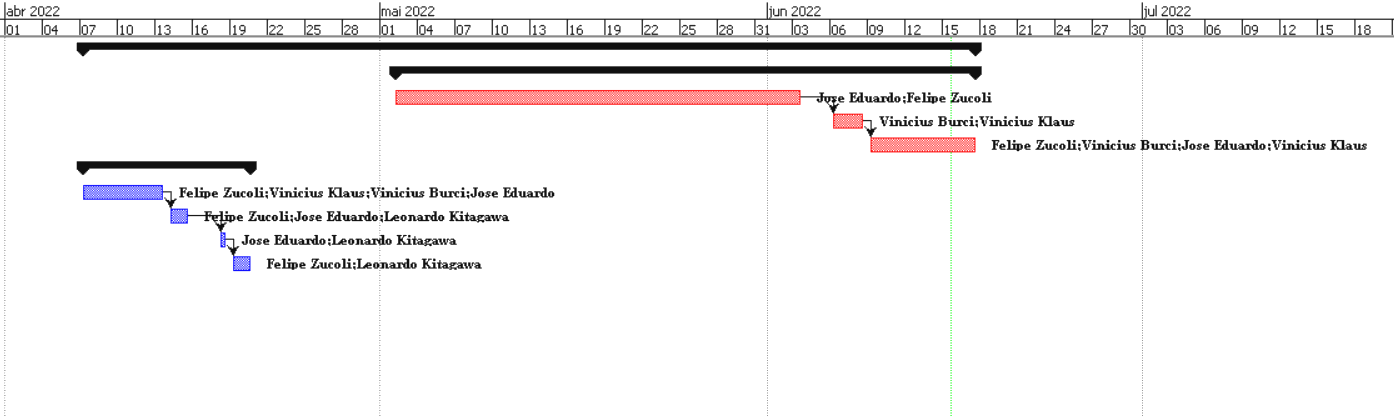 abr 2022 mai 2022 jun 2022 jul 2022
01 04 07 10 13 16 19 22 25 28 01 04 07 10 13 16 19 22 25 28 31 03 06 09 12 15 18 21 24 27 30 03 06 09 12 15 18
Jose Eduardo;Felipe Zucoli
Vinicius Burci;Vinicius Klaus
Felipe Zucoli;Vinicius Burci;Jose Eduardo;Vinicius Klaus
Felipe Zucoli;Vinicius Klaus;Vinicius Burci;Jose Eduardo
Felipe Zucoli;Jose Eduardo;Leonardo Kitagawa
Jose Eduardo;Leonardo Kitagawa
Felipe Zucoli;Leonardo Kitagawa